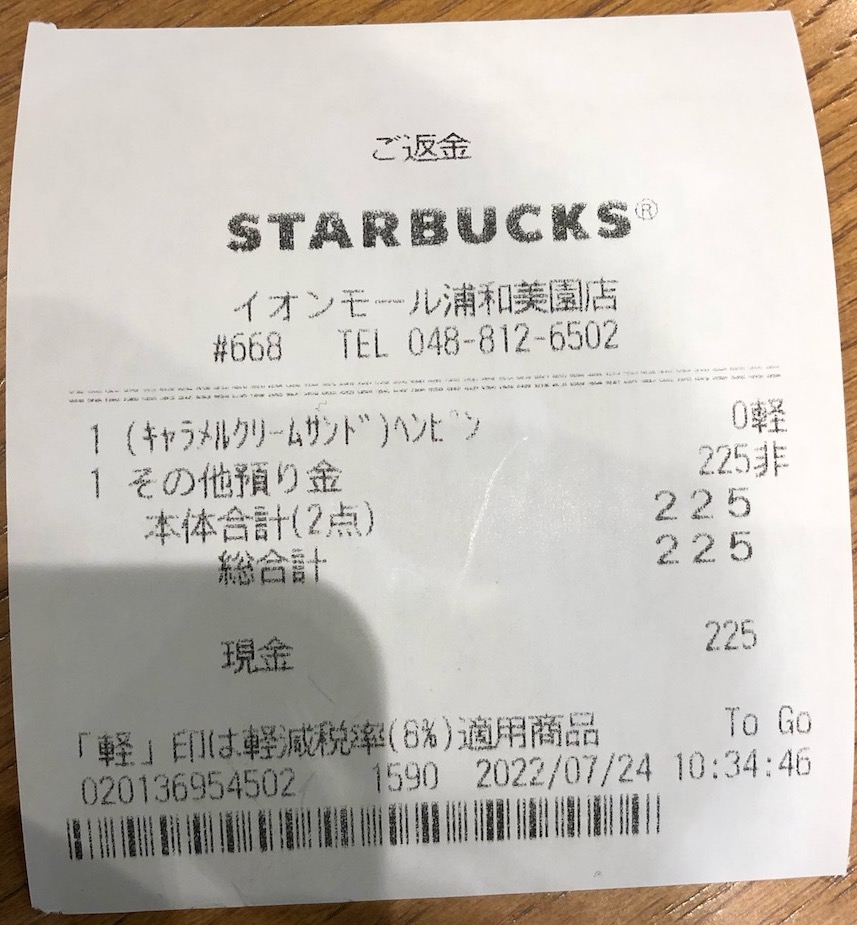 ご返金
STARBUCKS®
イオンモール浦和美園店
#668 TEL 048-812-6502
1 (ｷｬﾗﾒﾙｸﾘｰﾑｻﾝﾄﾞ)ﾍﾝﾋﾟﾝ 0軽
1 その他預り金 225非
本体合計(2点) 225
総合計 225
現金 225
「軽」印は軽減税率(8%)適用商品 To Go
020136954502 1590 2022/07/24 10:34:46